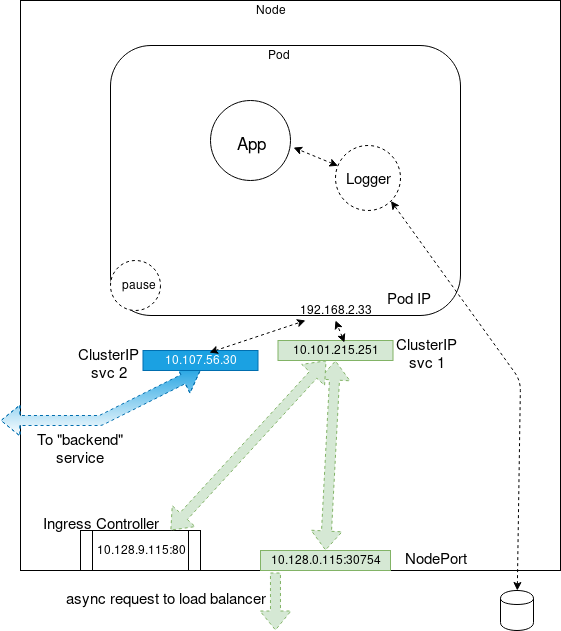 Node
Pod
App
Logger
pause
Pod IP
192.168.2.33
ClusterIP
svc 2
10.107.56.30
10.101.215.251
ClusterIP
svc 1
To "backend"
service
Ingress Controller
10.128.9.115:80
10.128.0.115:30754
NodePort
async request to load balancer